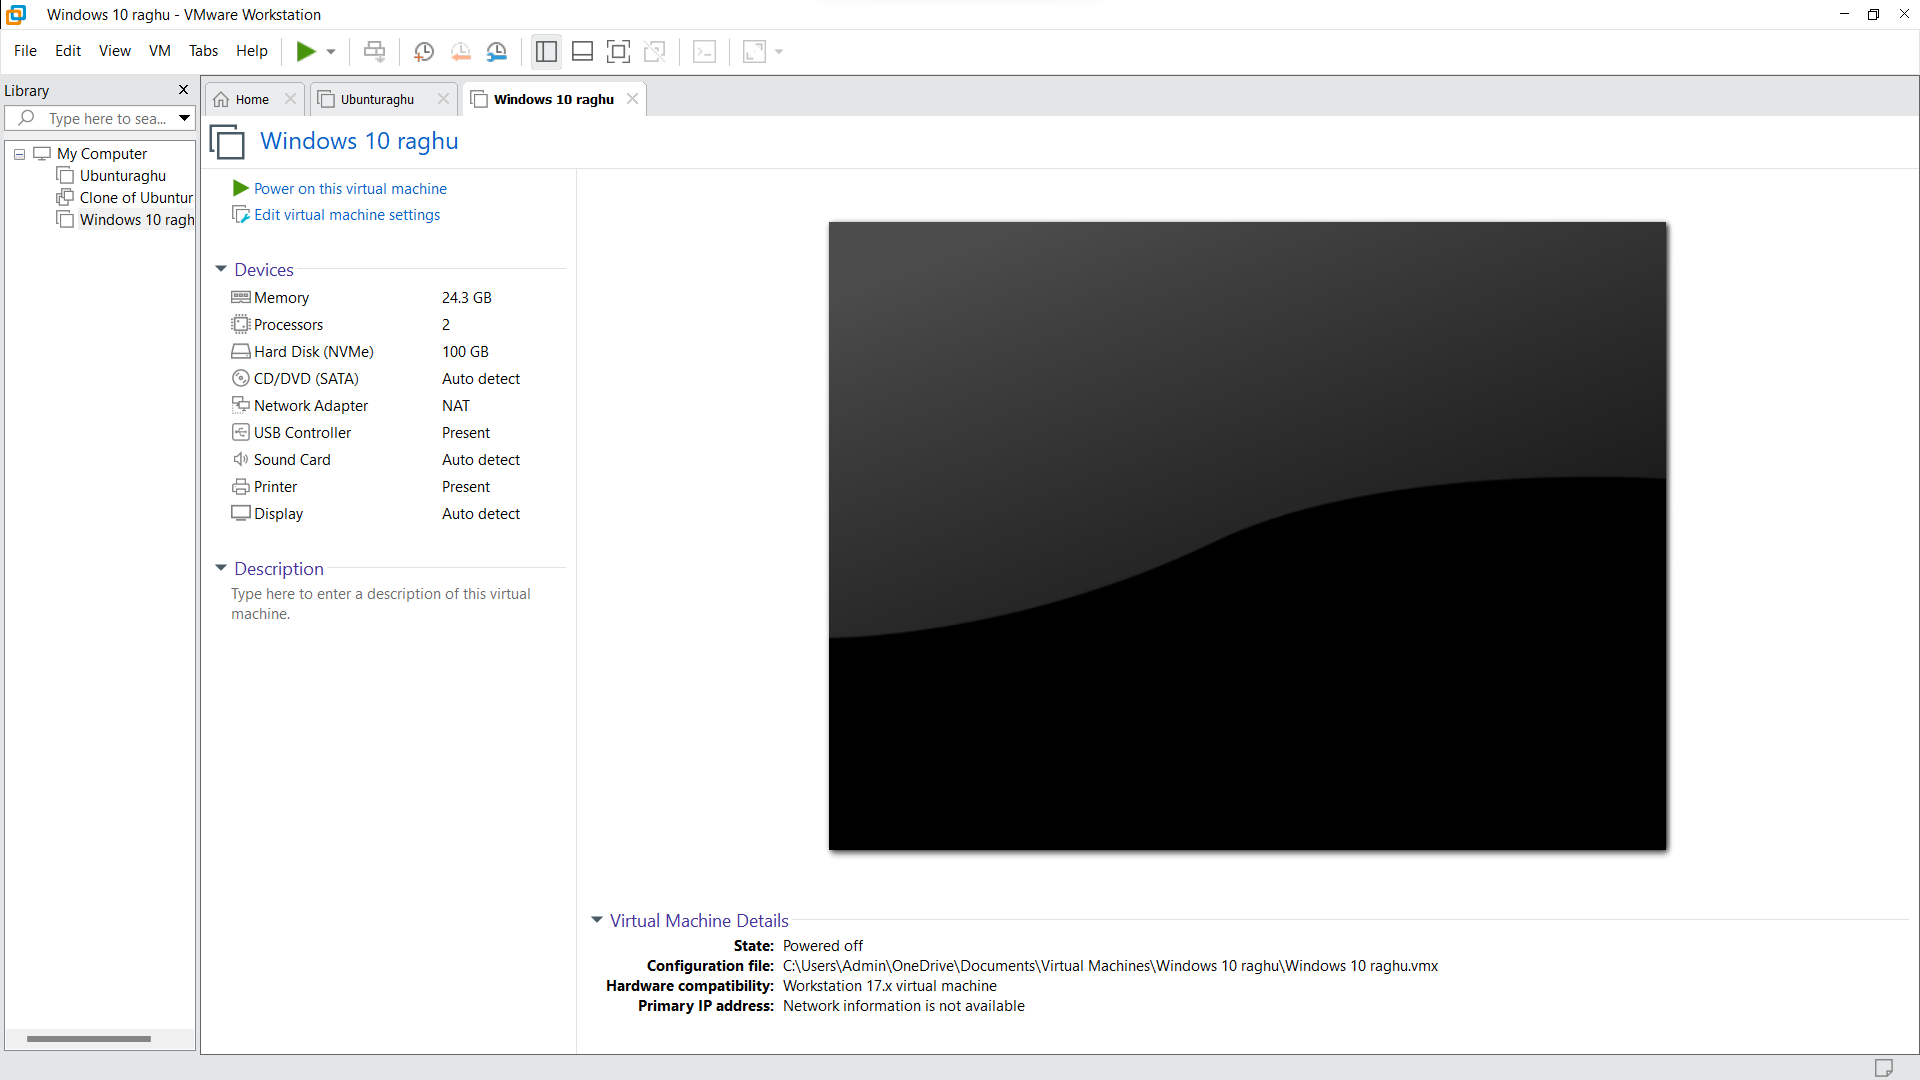 Windows 10 raghu - VMware Workstation
File Edit View VM Tabs Help
Library
Type here to sea...
My Computer
Ubunturaghu
Clone of Ubuntur
Windows 10 ragh
Home Ubunturaghu Windows 10 raghu
Windows 10 raghu
Power on this virtual machine
Edit virtual machine settings
Devices
Memory 24.3 GB
Processors 2
Hard Disk (NVMe) 100 GB
CD/DVD (SATA) Auto detect
Network Adapter NAT
USB Controller Present
Sound Card Auto detect
Printer Present
Display Auto detect
Description
Type here to enter a description of this virtual
machine.
Virtual Machine Details
State: Powered off
Configuration file: C:\Users\Admin\OneDrive\Documents\Virtual Machines\Windows 10 raghu\Windows 10 raghu.vmx
Hardware compatibility: Workstation 17.x virtual machine
Primary IP address: Network information is not available